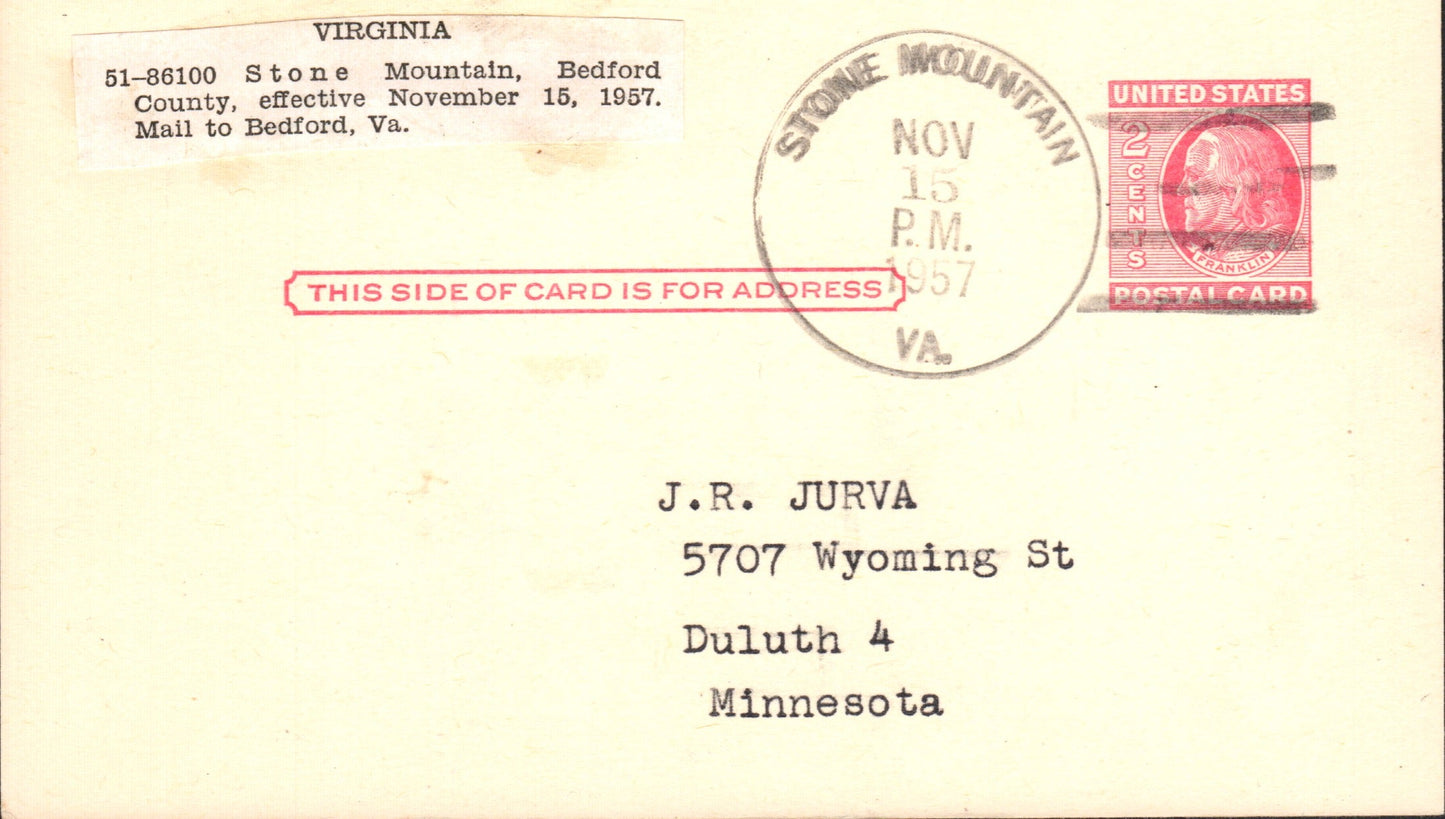 VIRGINIA
51–86100 Stone Mountain, Bedford
County, effective November 15, 1957.
Mail to Bedford, Va.
STONE MOUNTAIN
NOV
15
P.M.
1957
VA.
UNITED STATES
2 CENTS
FRANKLIN
POSTAL CARD
THIS SIDE OF CARD IS FOR ADDRESS
J.R. JURVA
5707 Wyoming St
Duluth 4
Minnesota